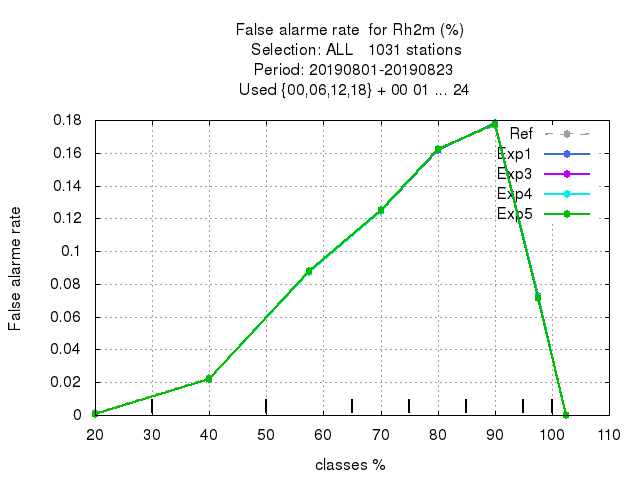 False alarme rate  for Rh2m (%)
Selection: ALL   1031 stations
Period: 20190801-20190823
Used {00,06,12,18} + 00 01 ... 24
False alarme rate
0.18
0.16
0.14
0.12
0.1
0.08
0.06
0.04
0.02
0
Ref
Exp1
Exp3
Exp4
Exp5
20 30 40 50 60 70 80 90 100 110
classes %